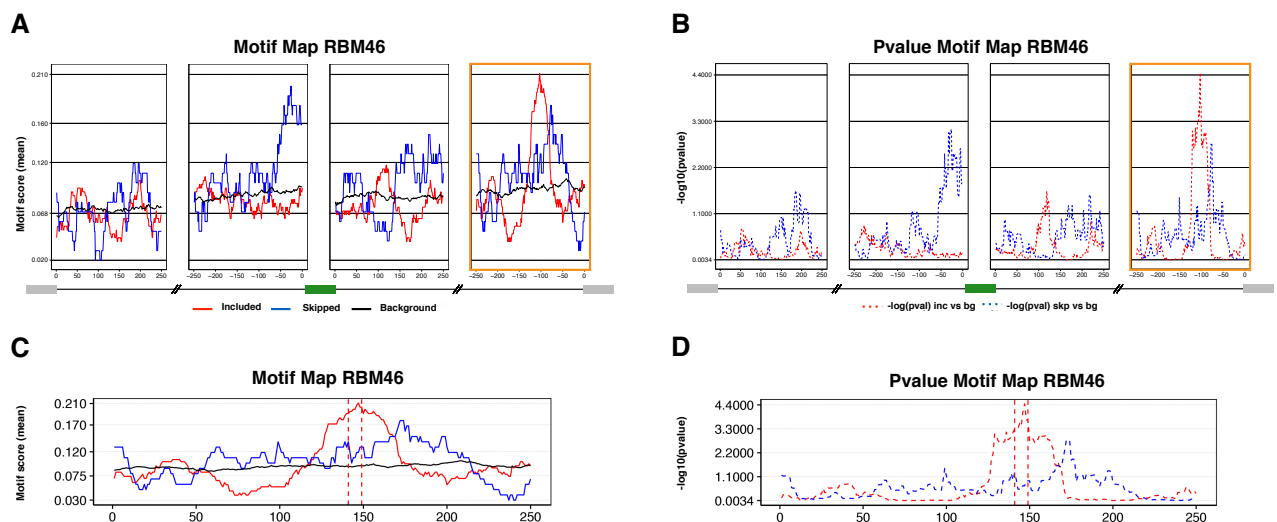 A
Motif Map RBM46
Motif score (mean)
0.210
0.160
0.120
0.068
0.020
0 50 100 150 200 250
−250 −200 −150 −100 −50 0
0 50 100 150 200 250
−250 −200 −150 −100 −50 0
Included Skipped Background
B
Pvalue Motif Map RBM46
-log10(pvalue)
4.4000
3.3000
2.2000
1.1000
0.0034
0 50 100 150 200 250
−250 −200 −150 −100 −50 0
0 50 100 150 200 250
−250 −200 −150 −100 −50 0
-log(pval) inc vs bg -log(pval) skp vs bg
C
Motif Map RBM46
Motif score (mean)
0.210
0.170
0.120
0.075
0.030
0 50 100 150 200 250
D
Pvalue Motif Map RBM46
-log10(pvalue)
4.4000
3.3000
2.2000
1.1000
0.0034
0 50 100 150 200 250